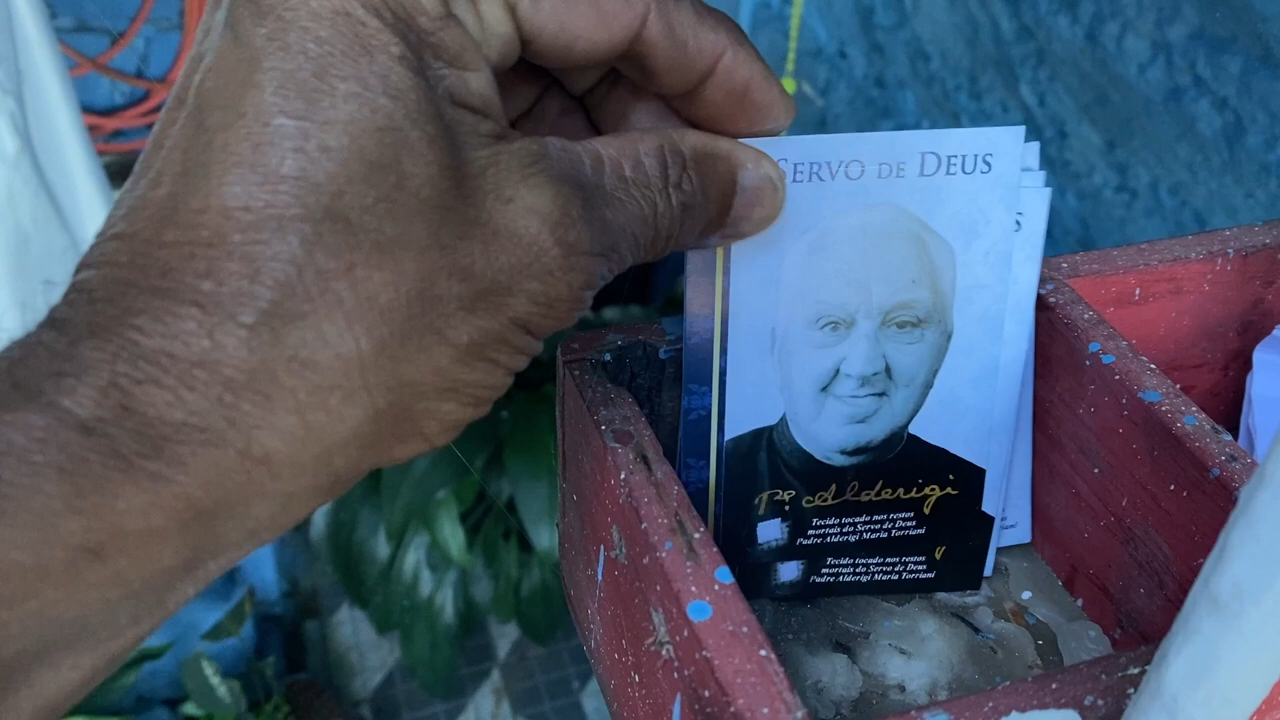 SERVO DE DEUS
Pe. Alderigi
Tecido tocado nos restos
mortais do Servo de Deus
Padre Alderigi Maria Torriani
Tecido tocado nos restos
mortais do Servo de Deus
Padre Alderigi Maria Torriani
S